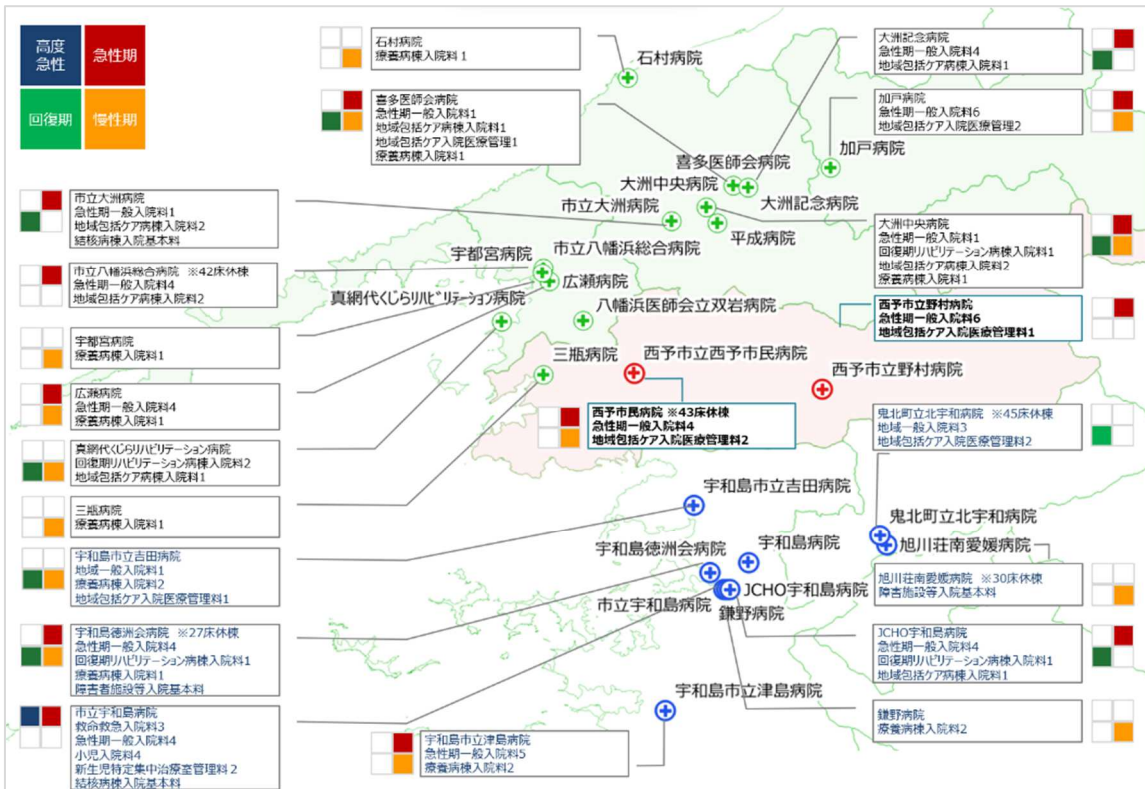 高度
急性
急性期
回復期
慢性期
石村病院
療養病棟入院料1
喜多医師会病院
急性期一般入院料1
地域包括ケア病棟入院料1
地域包括ケア入院医療管理1
療養病棟入院料1
大洲記念病院
急性期一般入院料4
地域包括ケア病棟入院料1
加戸病院
急性期一般入院料6
地域包括ケア入院医療管理2
石村病院
加戸病院
喜多医師会病院
大洲中央病院
大洲記念病院
市立大洲病院
平成病院
市立八幡浜総合病院
宇都宮病院
広瀬病院
真網代くじらリハビリテーション病院
八幡浜医師会立双岩病院
三瓶病院
西予市立西予市民病院
西予市立野村病院
市立大洲病院
急性期一般入院料1
地域包括ケア病棟入院料2
結核病棟入院基本料
市立八幡浜総合病院 ※42床休棟
急性期一般入院料4
地域包括ケア病棟入院料2
宇都宮病院
療養病棟入院料1
広瀬病院
急性期一般入院料4
療養病棟入院料1
真網代くじらリハビリテーション病院
回復期リハビリテーション病棟入院料2
地域包括ケア病棟入院料1
三瓶病院
療養病棟入院料1
宇和島市立吉田病院
地域一般入院料1
療養病棟入院料2
地域包括ケア入院医療管理料1
宇和島徳洲会病院 ※27床休棟
急性期一般入院料4
回復期リハビリテーション病棟入院料1
療養病棟入院料1
障害者施設等入院基本料
市立宇和島病院
救命救急入院料3
急性期一般入院料4
小児入院料4
新生児特定集中治療室管理料2
結核病棟入院基本料
大洲中央病院
急性期一般入院料1
回復期リハビリテーション病棟入院料1
地域包括ケア病棟入院料2
療養病棟入院料1
西予市立野村病院
急性期一般入院料6
地域包括ケア入院医療管理料1
西予市民病院 ※43床休棟
急性期一般入院料4
地域包括ケア入院医療管理料2
鬼北町立北宇和病院 ※45床休棟
地域一般入院料3
地域包括ケア入院医療管理料2
宇和島市立吉田病院
鬼北町立北宇和病院
旭川荘南愛媛病院
宇和島徳洲会病院
宇和島病院
JCHO宇和島病院
市立宇和島病院
鎌野病院
宇和島市立津島病院
旭川荘南愛媛病院 ※30床休棟
障害施設等入院基本料
JCHO宇和島病院
急性期一般入院料4
回復期リハビリテーション病棟入院料1
地域包括ケア病棟入院料1
鎌野病院
療養病棟入院料2
宇和島市立津島病院
急性期一般入院料5
療養病棟入院料2